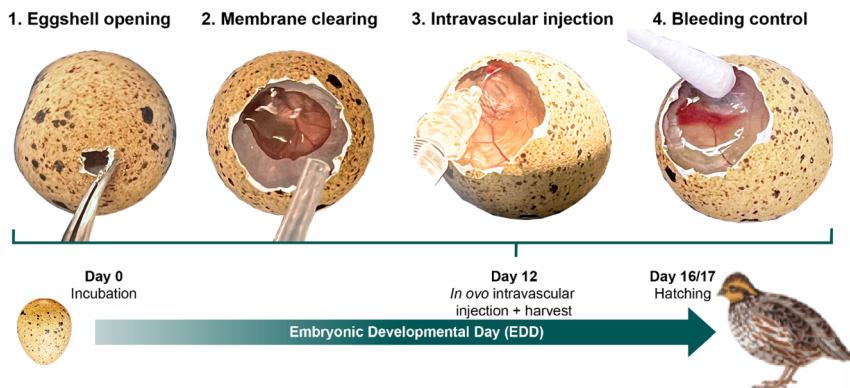 1. Eggshell opening
2. Membrane clearing
3. Intravascular injection
4. Bleeding control
Day 0
Incubation
Day 12
In ovo intravascular
injection + harvest
Day 16/17
Hatching
Embryonic Developmental Day (EDD)